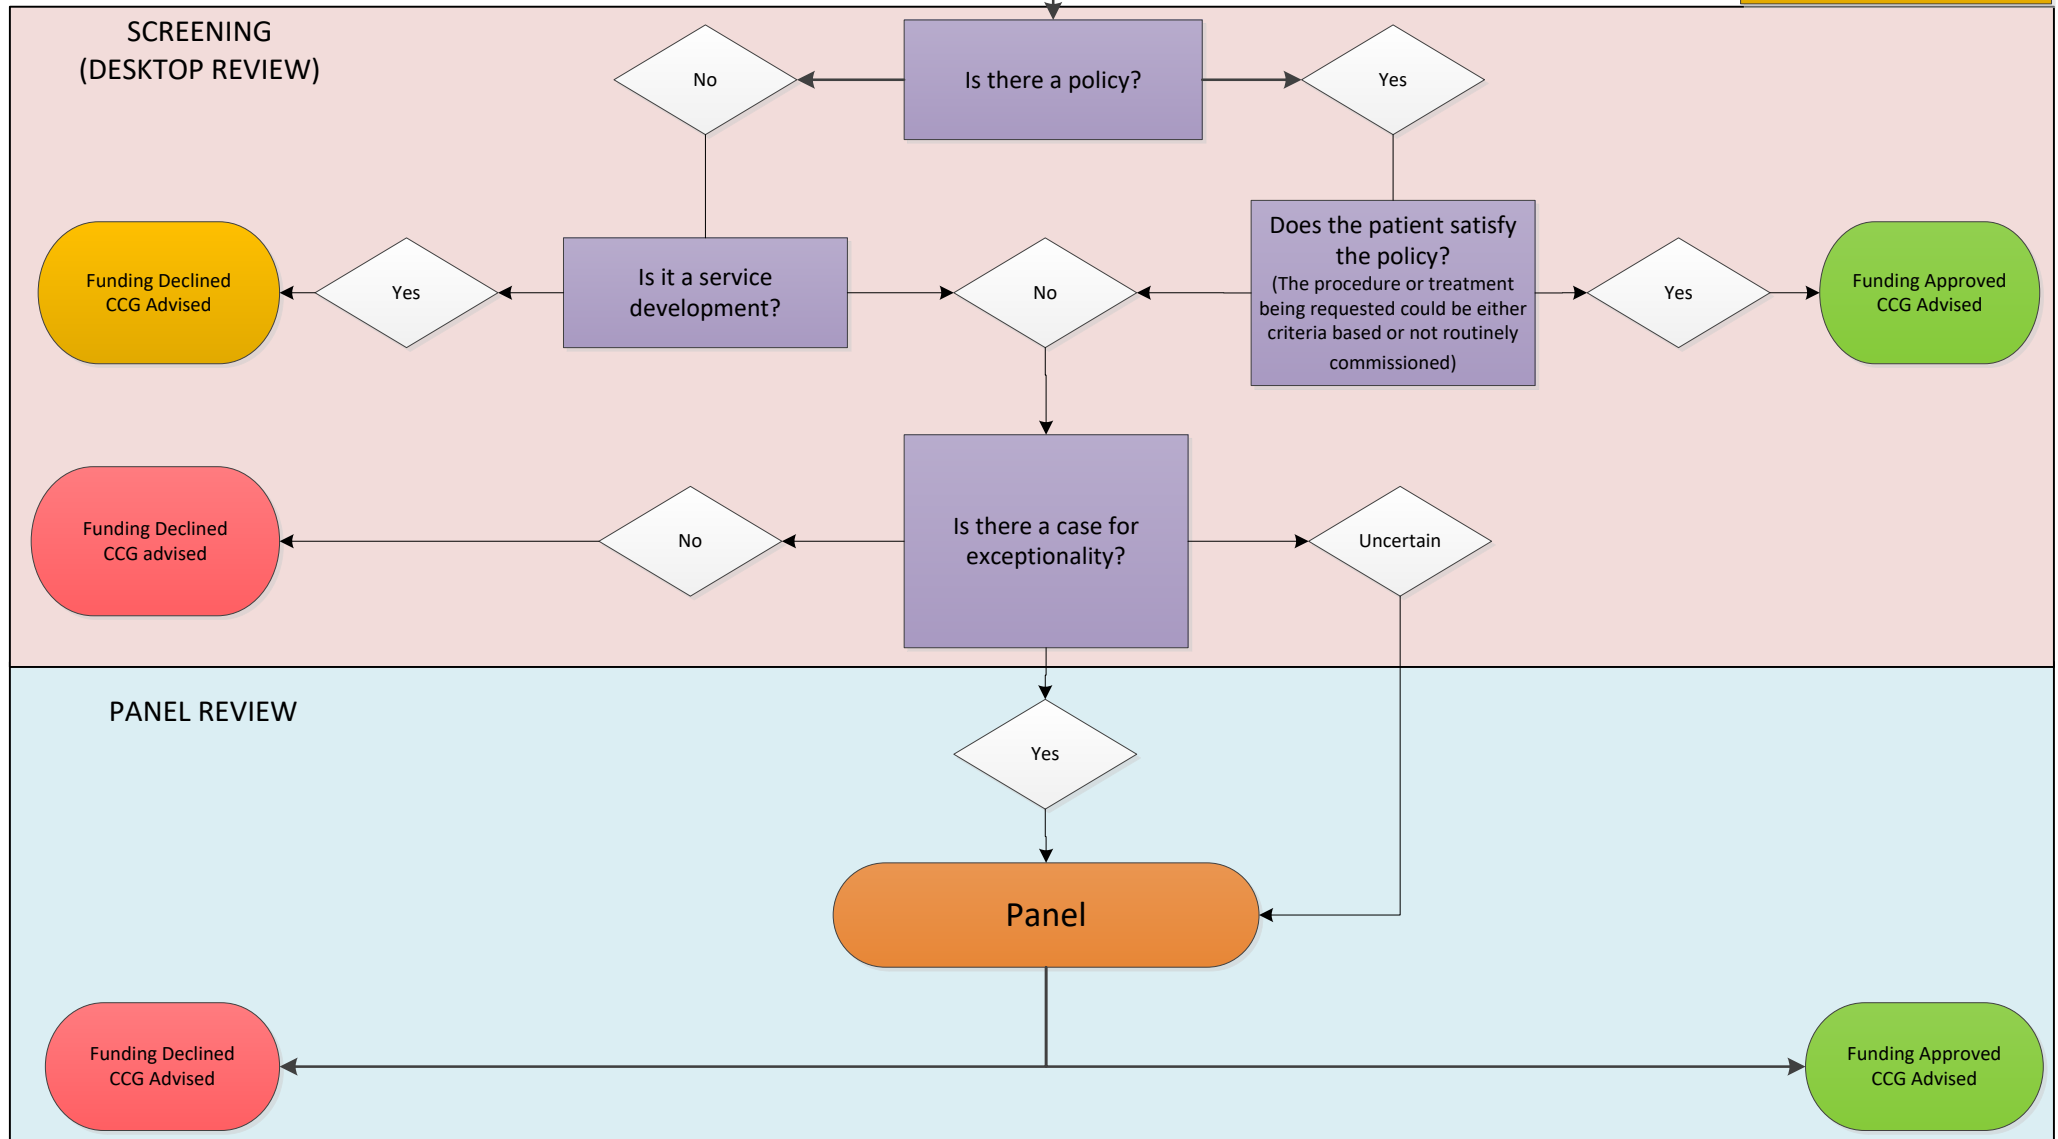 SCREENING
(DESKTOP REVIEW)
No
Is there a policy?
Yes
Funding Declined
CCG Advised
Yes
Is it a service
development?
No
Does the patient satisfy
the policy?
(The procedure or treatment
being requested could be either
criteria based or not routinely
commissioned)
Yes
Funding Approved
CCG Advised
Funding Declined
CCG advised
No
Is there a case for
exceptionality?
Uncertain
PANEL REVIEW
Yes
Panel
Funding Declined
CCG Advised
Funding Approved
CCG Advised